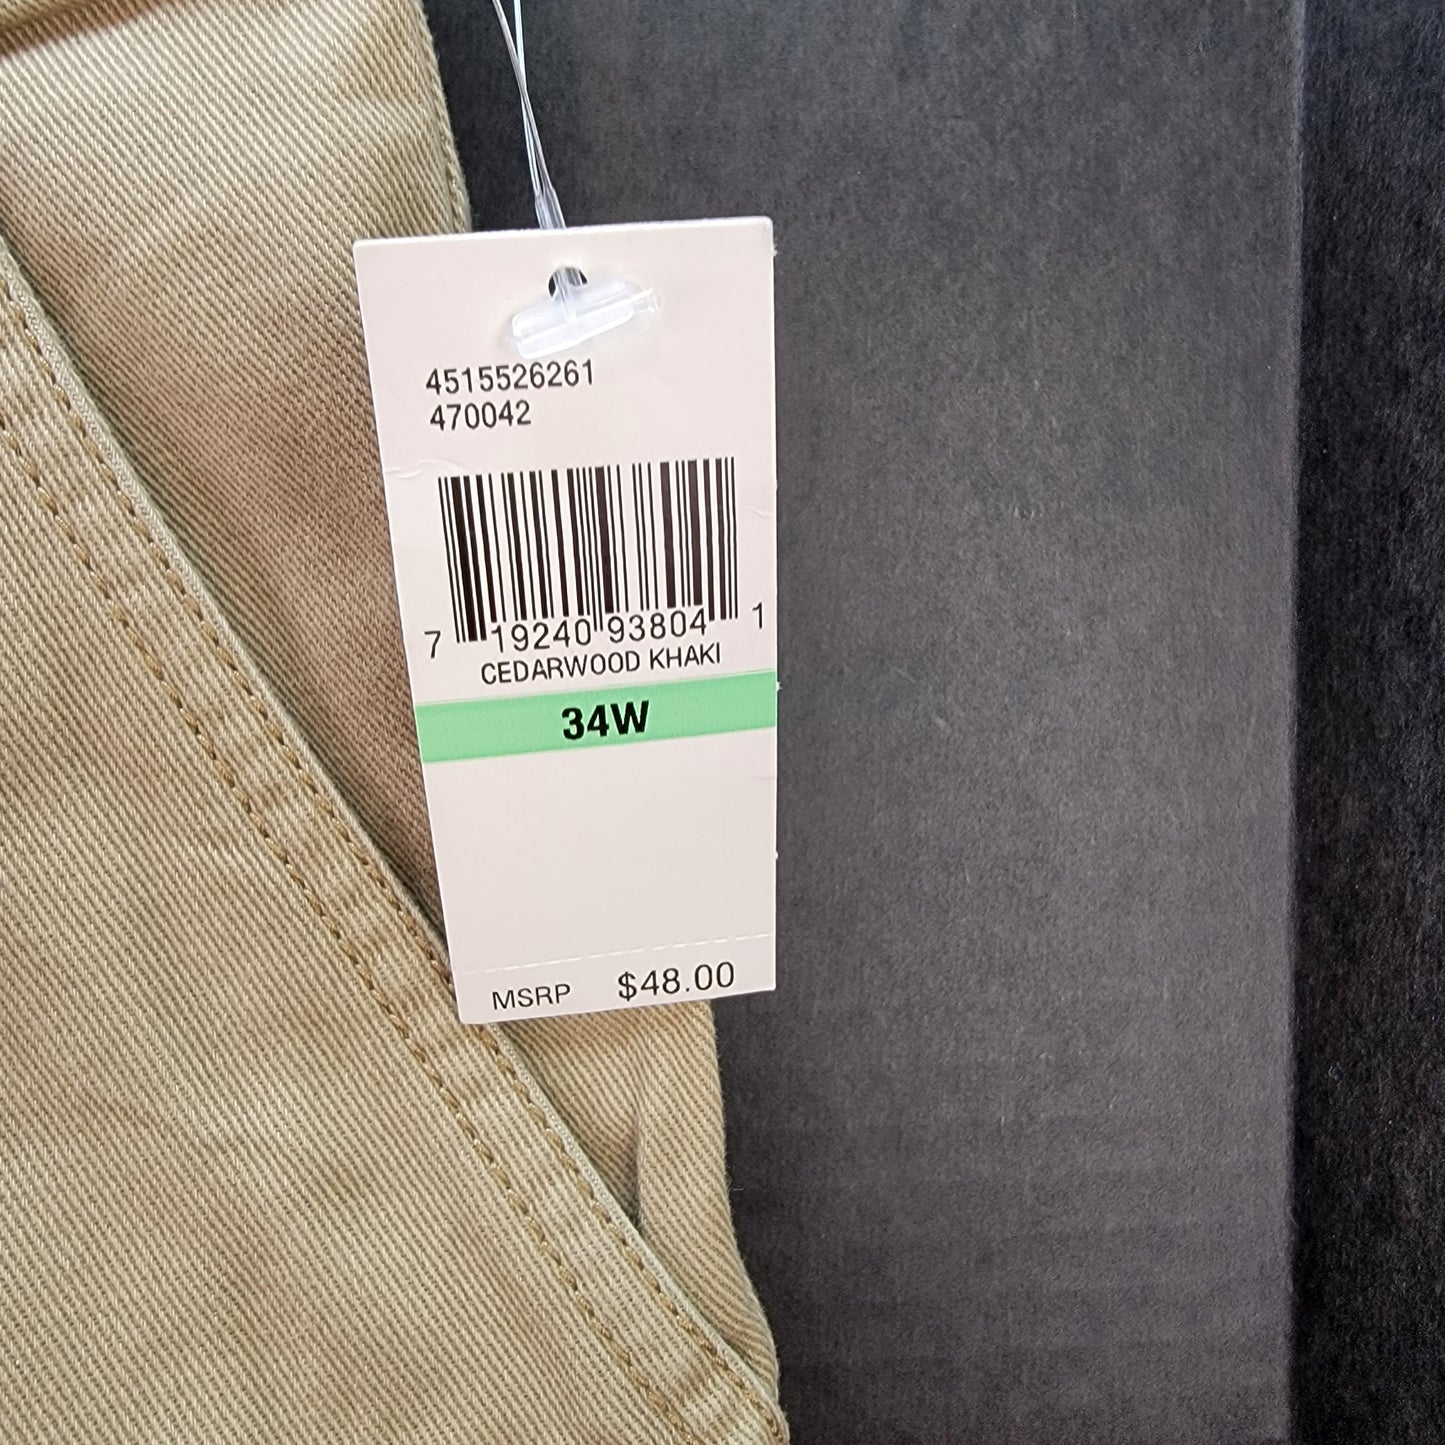 4515526261
470042
7 19240 93804 1
CEDARWOOD KHAKI
34W
MSRP $48.00